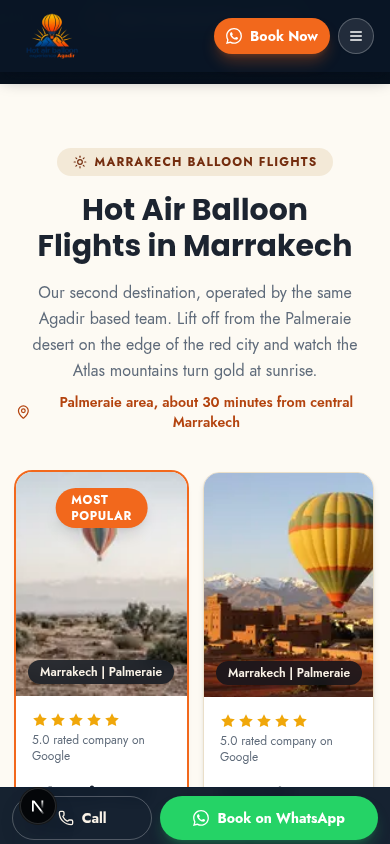 Agadir
Book Now
MARRAKECH BALLOON FLIGHTS
Hot Air Balloon
Flights in Marrakech
Our second destination, operated by the same
Agadir based team. Lift off from the Palmeraie
desert on the edge of the red city and watch the
Atlas mountains turn gold at sunrise.
Palmeraie area, about 30 minutes from central
Marrakech
MOST
POPULAR
Marrakech | Palmeraie
5.0 rated company on
Google
Marrakech | Palmeraie
5.0 rated company on
Google
N
Call
Book on WhatsApp